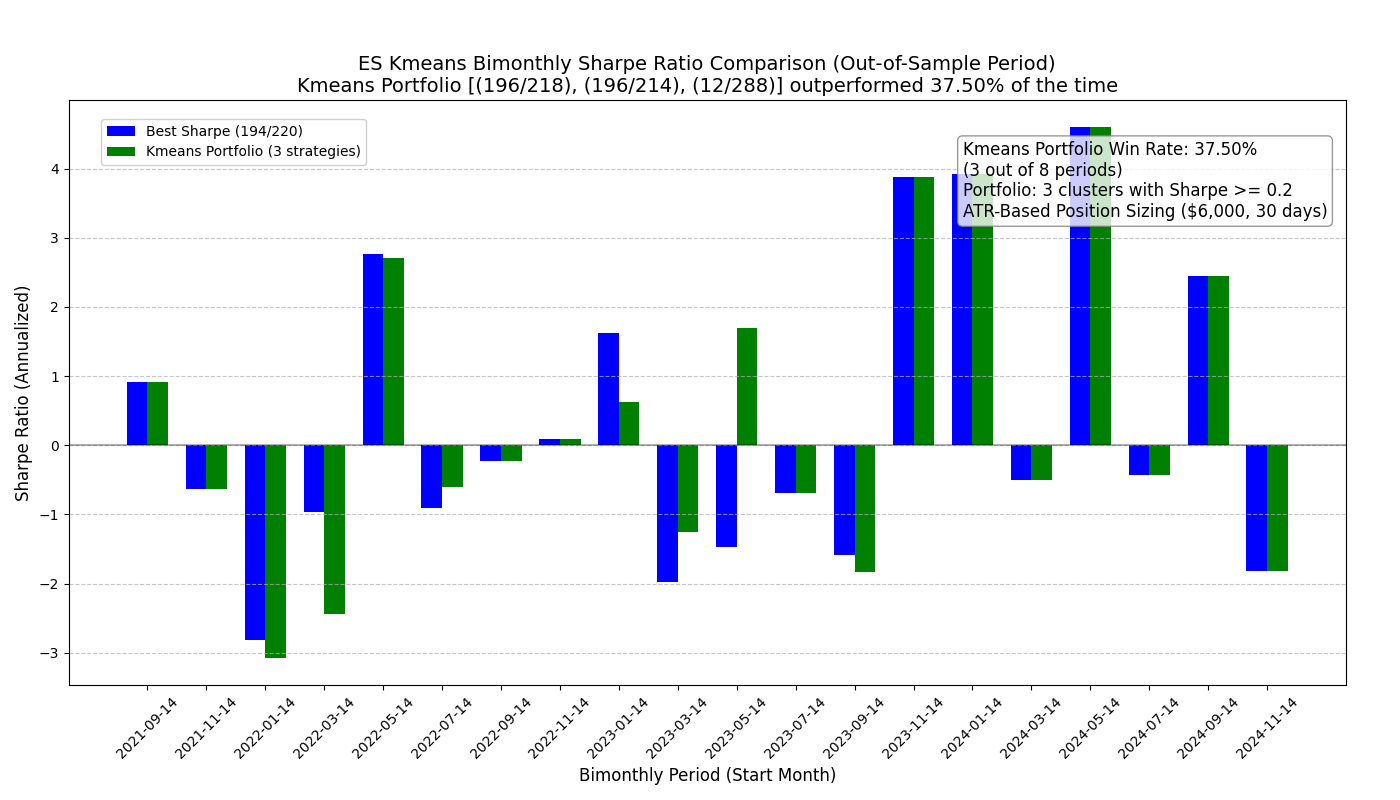 ES Kmeans Bimonthly Sharpe Ratio Comparison (Out-of-Sample Period)
Kmeans Portfolio [(196/218), (196/214), (12/288)] outperformed 37.50% of the time
Best Sharpe (194/220)
Kmeans Portfolio (3 strategies)
Kmeans Portfolio Win Rate: 37.50%
(3 out of 8 periods)
Portfolio: 3 clusters with Sharpe >= 0.2
ATR-Based Position Sizing ($6,000, 30 days)
Sharpe Ratio (Annualized)
4
3
2
1
0
−1
−2
−3
2021-09-14
2021-11-14
2022-01-14
2022-03-14
2022-05-14
2022-07-14
2022-09-14
2022-11-14
2023-01-14
2023-03-14
2023-05-14
2023-07-14
2023-09-14
2023-11-14
2024-01-14
2024-03-14
2024-05-14
2024-07-14
2024-09-14
2024-11-14
Bimonthly Period (Start Month)